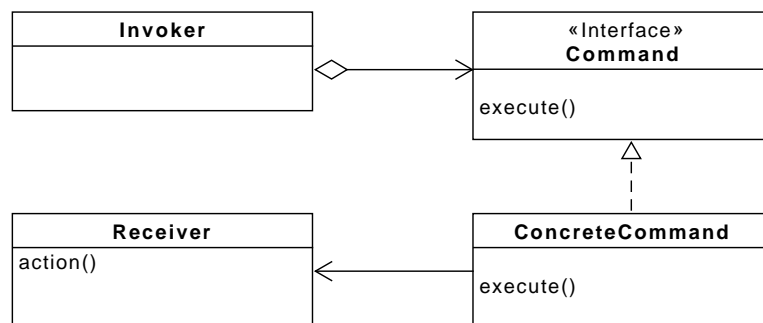 Invoker
«Interface»
Command
execute()
Receiver
action()
ConcreteCommand
execute()